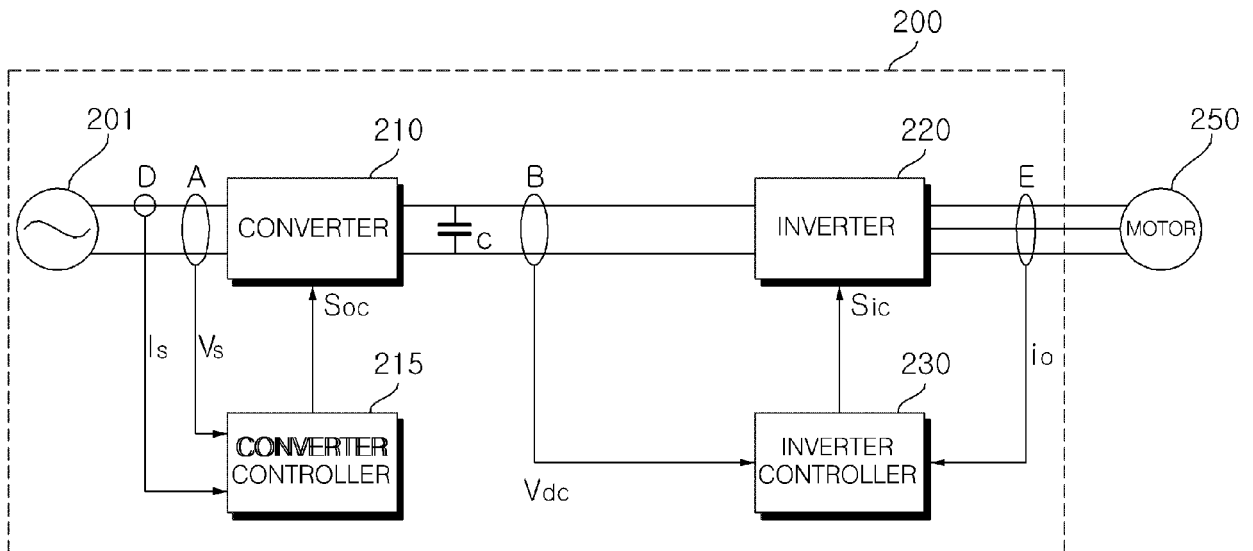 200
201
210
220
250
D
A
B
E
CONVERTER
C
INVERTER
MOTOR
Soc
Sic
Is
Vs
io
215
230
CONVERTER
CONTROLLER
INVERTER
CONTROLLER
Vdc